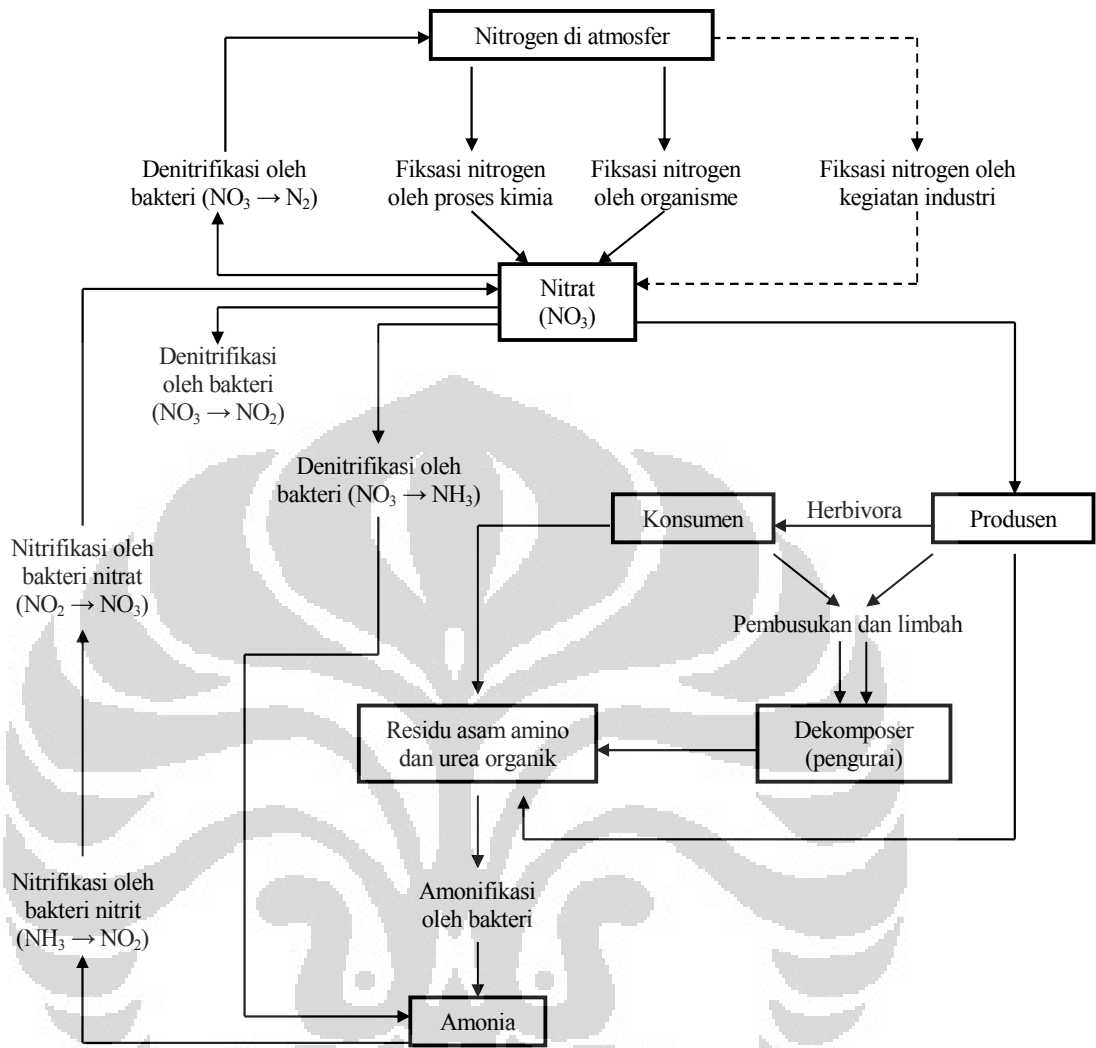 Nitrogen di atmosfer
Denitrifikasi oleh
bakteri (NO₃ → N₂)
Fiksasi nitrogen
oleh proses kimia
Fiksasi nitrogen
oleh organisme
Fiksasi nitrogen oleh
kegiatan industri
Nitrat
(NO₃)
Denitrifikasi
oleh bakteri
(NO₃ → NO₂)
Denitrifikasi oleh
bakteri (NO₃ → NH₃)
Konsumen
Herbivora
Produsen
Nitrifikasi oleh
bakteri nitrat
(NO₂ → NO₃)
Pembusukan dan limbah
Residu asam amino
dan urea organik
Dekomposer
(pengurai)
Nitrifikasi oleh
bakteri nitrit
(NH₃ → NO₂)
Amonifikasi
oleh bakteri
Amonia